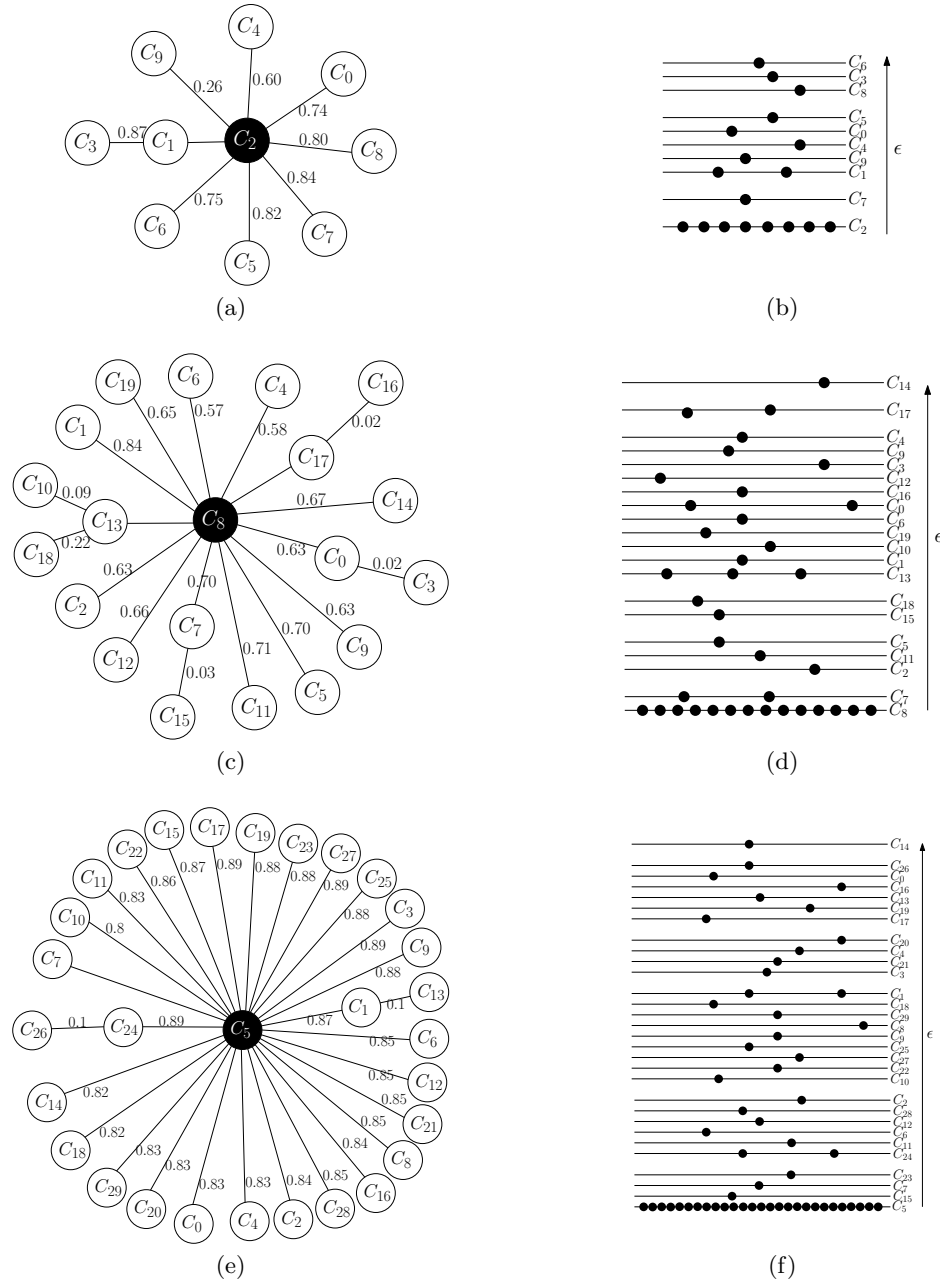 C4
C9
C0
0.60
0.26
0.74
C3
0.87
C1
C2
0.80
C8
0.75
0.84
0.82
C6
C7
C5
(a)
C6
C3
C8
C5
C0
C4
C9
C1
C7
C2
ϵ
(b)
C19
C6
C4
C16
0.65
0.57
0.58
0.02
C1
0.84
C17
C10
0.09
0.67
C14
C13
C8
C18
0.22
0.63
C0
0.02
C3
0.63
0.70
C2
0.66
0.63
C7
0.70
C9
C12
0.71
0.03
C5
C15
C11
(c)
C14
C17
C4
C9
C3
C12
C16
C0
C6
C19
C10
C1
C13
C18
C15
C5
C11
C2
C7
C8
ϵ
(d)
C15
C17
C19
C23
C22
C27
0.87
0.89
0.88
0.88
0.86
0.89
C11
C25
0.83
0.88
C10
C3
0.8
0.89
C9
C7
0.88
C13
C1
0.1
0.87
C26
0.1
C24
0.89
C5
C6
0.85
0.85
C12
C14
0.82
0.85
C21
0.82
0.85
C18
0.83
0.84
C8
0.83
0.83
0.83
0.84
0.85
C29
C16
C20
C28
C0
C4
C2
(e)
C14
C26
C0
C16
C13
C19
C17
C20
C4
C21
C3
C1
C18
C29
C8
C9
C25
C27
C22
C10
C2
C28
C12
C6
C11
C24
C23
C7
C15
C5
ϵ
(f)